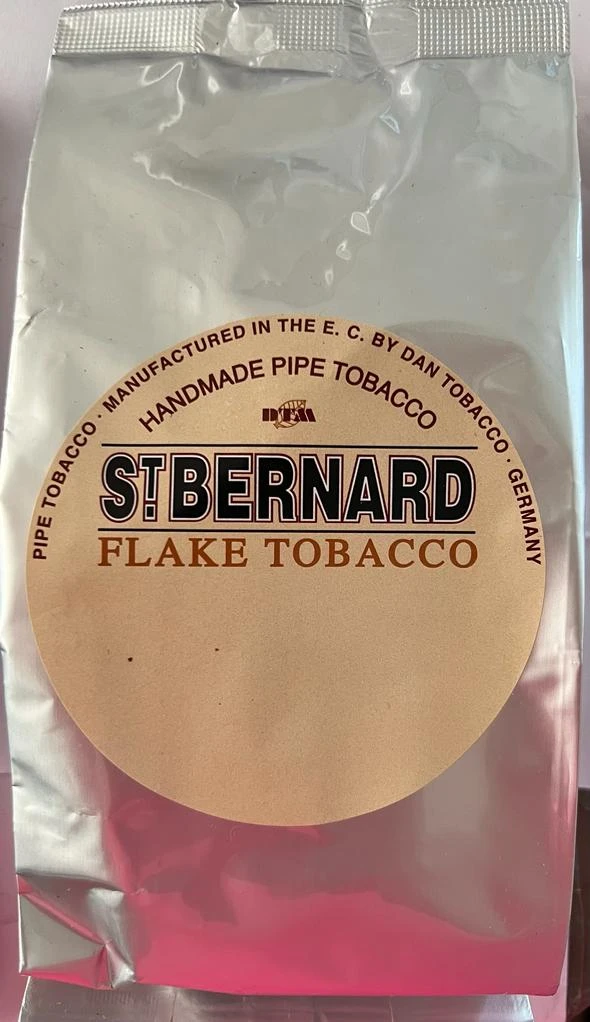 PIPE TOBACCO · MANUFACTURED IN THE E. C. BY DAN TOBACCO · GERMANY
HANDMADE PIPE TOBACCO
DTM
ST BERNARD
FLAKE TOBACCO